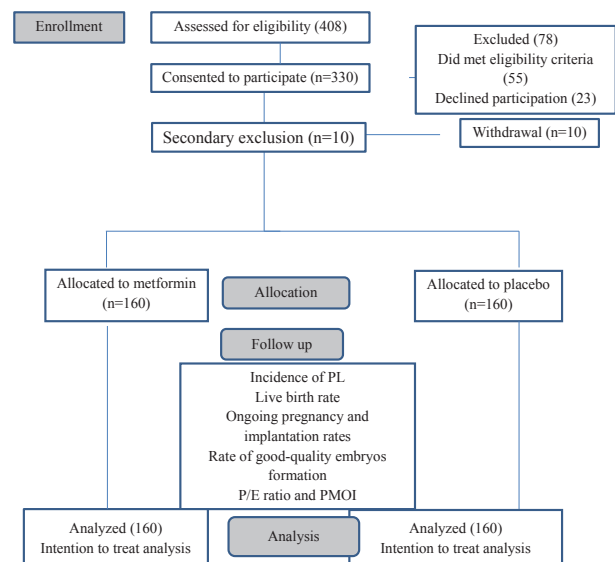 Enrollment
Assessed for eligibility (408)
Excluded (78)
Did met eligibility criteria
(55)
Declined participation (23)
Consented to participate (n=330)
Secondary exclusion (n=10)
Withdrawal (n=10)
Allocated to metformin
(n=160)
Allocation
Allocated to placebo
(n=160)
Follow up
Incidence of PL
Live birth rate
Ongoing pregnancy and
implantation rates
Rate of good-quality embryos
formation
P/E ratio and PMOI
Analyzed (160)
Intention to treat analysis
Analysis
Analyzed (160)
Intention to treat analysis